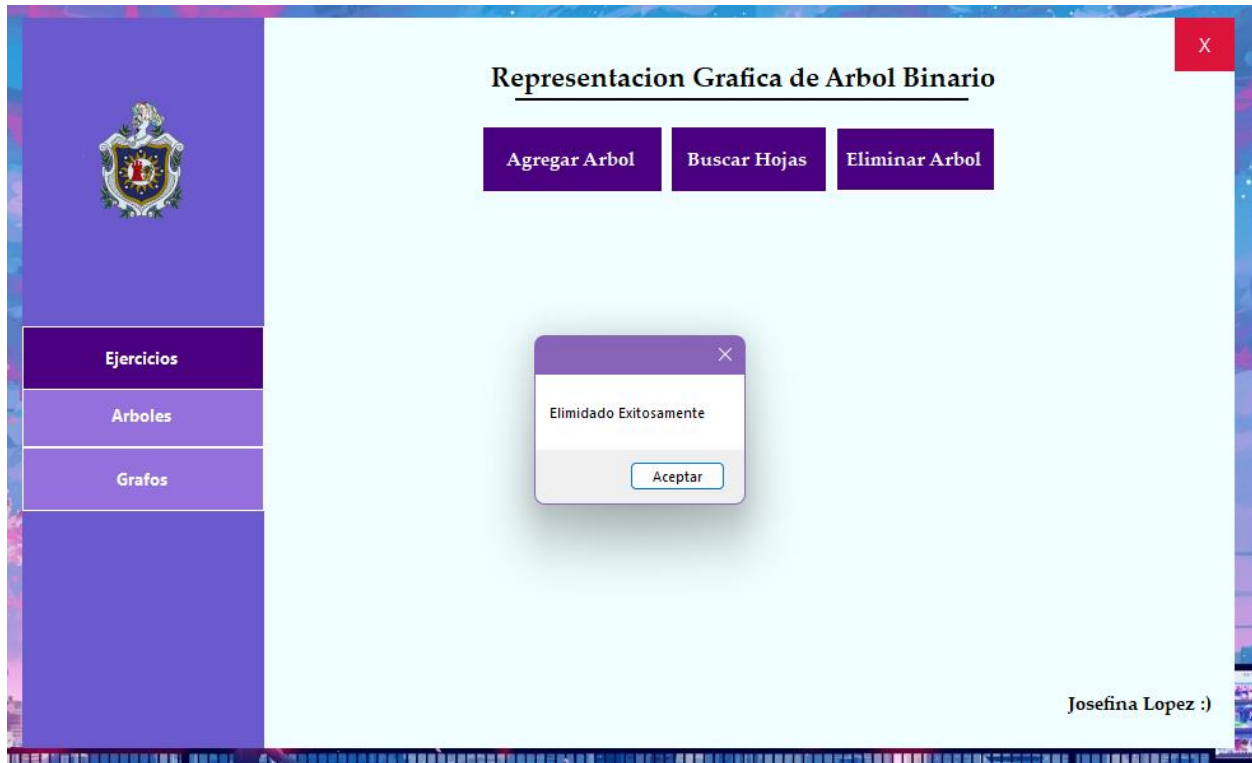 X
Representacion Grafica de Arbol Binario
Agregar Arbol
Buscar Hojas
Eliminar Arbol
Ejercicios
Arboles
Grafos
Elimidado Exitosamente
Aceptar
Josefina Lopez :)